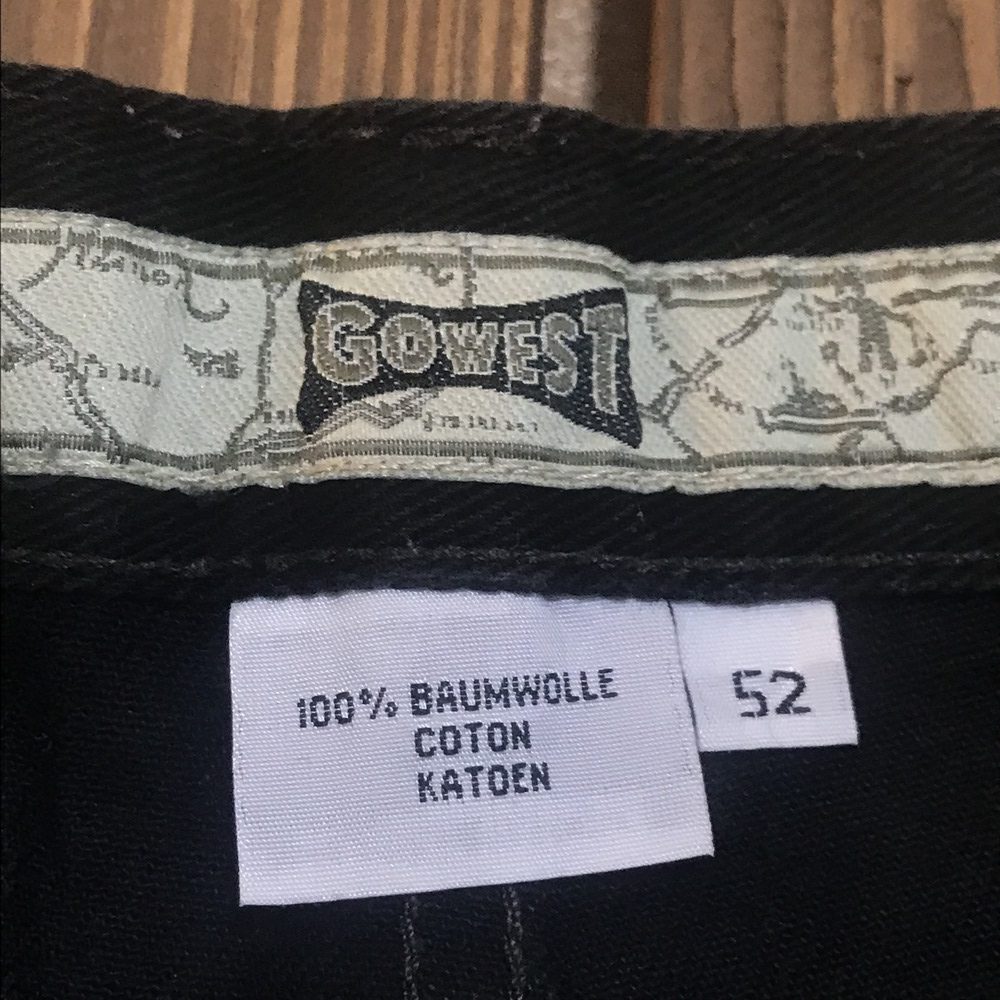 GOWEST
100% BAUMWOLLE
COTON
KATOEN
52